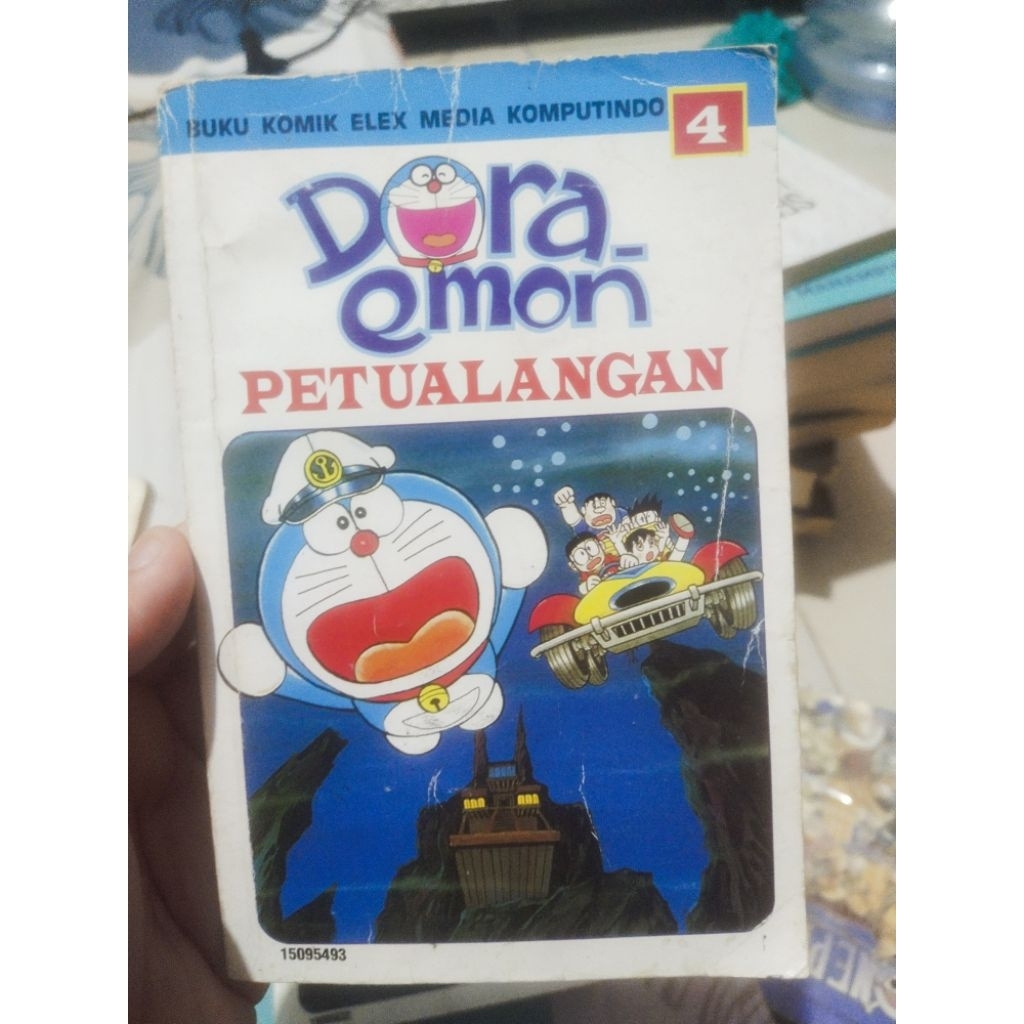 BUKU KOMIK ELEX MEDIA KOMPUTINDO
4
Dora
emon
PETUALANGAN
15095493